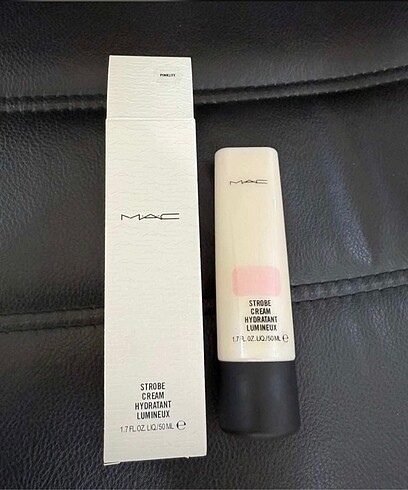 PINKLITE
MAC
STROBE
CREAM
HYDRATANT
LUMINEUX
1.7 FL. OZ. LIQ./50 ML ℮
MAC
STROBE
CREAM
HYDRATANT
LUMINEUX
1.7 FL. OZ. LIQ./50 ML ℮